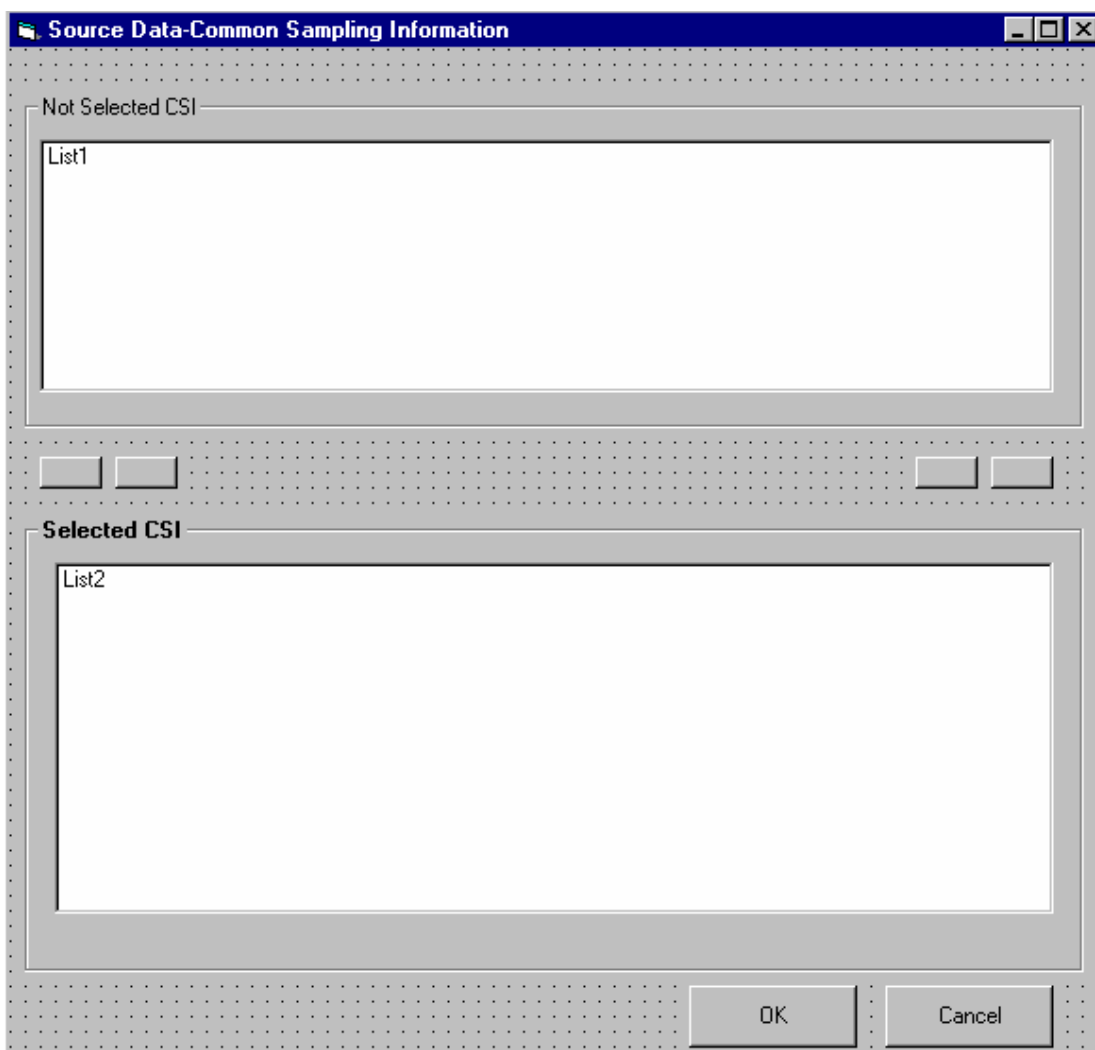 Source Data-Common Sampling Information
Not Selected CSI
List1
Selected CSI
List2
OK
Cancel